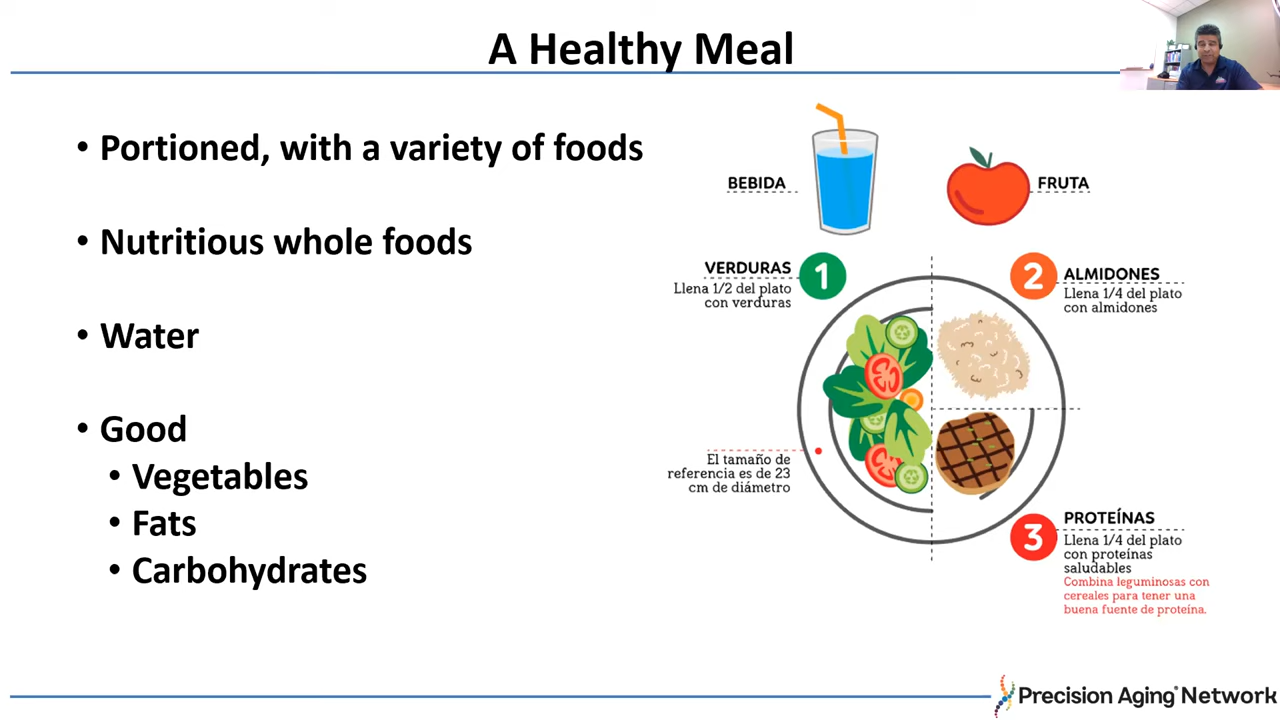 A Healthy Meal
• Portioned, with a variety of foods
• Nutritious whole foods
• Water
• Good
• Vegetables
• Fats
• Carbohydrates
BEBIDA
FRUTA
VERDURAS
Llena 1/2 del plato
con verduras
1
2
ALMIDONES
Llena 1/4 del plato
con almidones
El tamaño de
referencia es de 23
cm de diámetro
3
PROTEÍNAS
Llena 1/4 del plato
con proteínas
saludables
Combina leguminosas con
cereales para tener una
buena fuente de proteína.
Precision Aging® Network